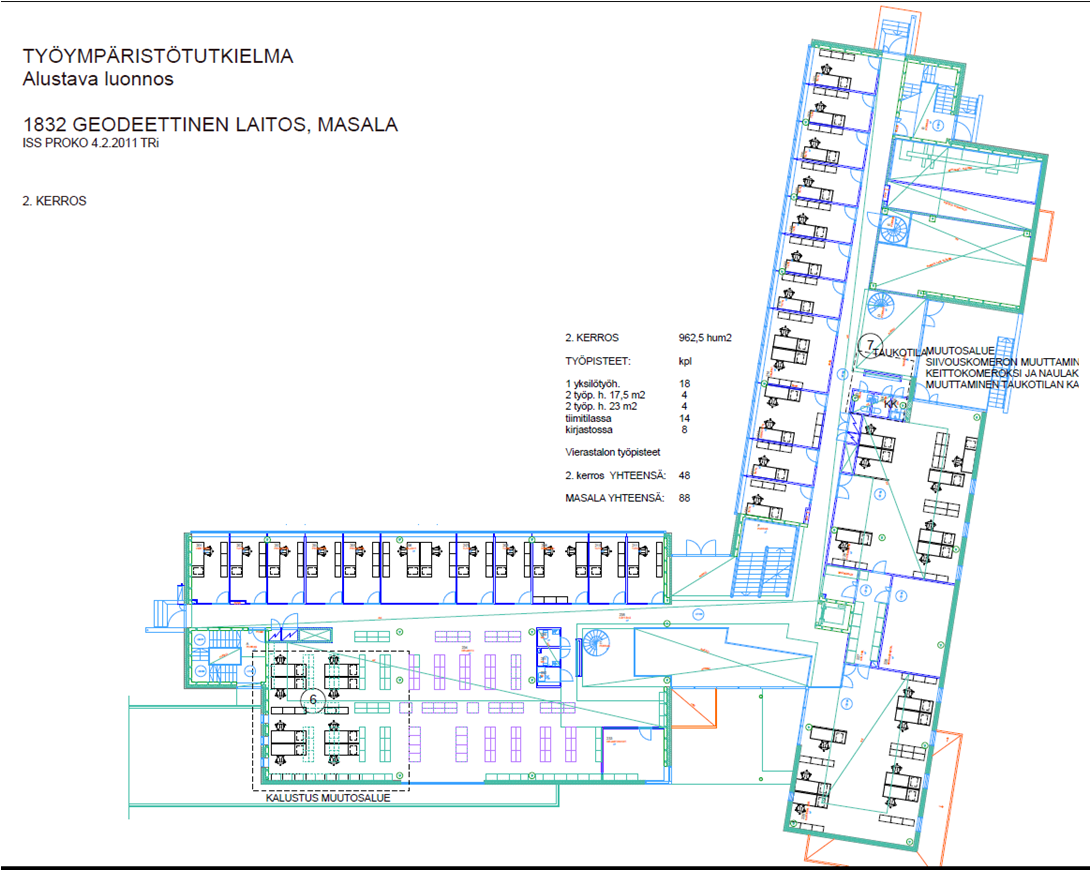 TYÖYMPÄRISTÖTUTKIELMA
Alustava luonnos
1832 GEODEETTINEN LAITOS, MASALA
ISS PROKO 4.2.2011 TRi
2. KERROS
2. KERROS 962,5 hum2
TYÖPISTEET: kpl
1 yksilötyöh. 18
2 työp. h. 17,5 m2 4
2 työp. h. 23 m2 4
tiimitilassa 14
kirjastossa 8
Vierastalon työpisteet
2. kerros YHTEENSÄ: 48
MASALA YHTEENSÄ: 88
7
TAUKOTILA
MUUTOSALUE
SIIVOUSKOMERON MUUTTAMIN
KEITTOKOMEROKSI JA NAULAK
MUUTTAMINEN TAUKOTILAN KA
KK
6
KALUSTUS MUUTOSALUE